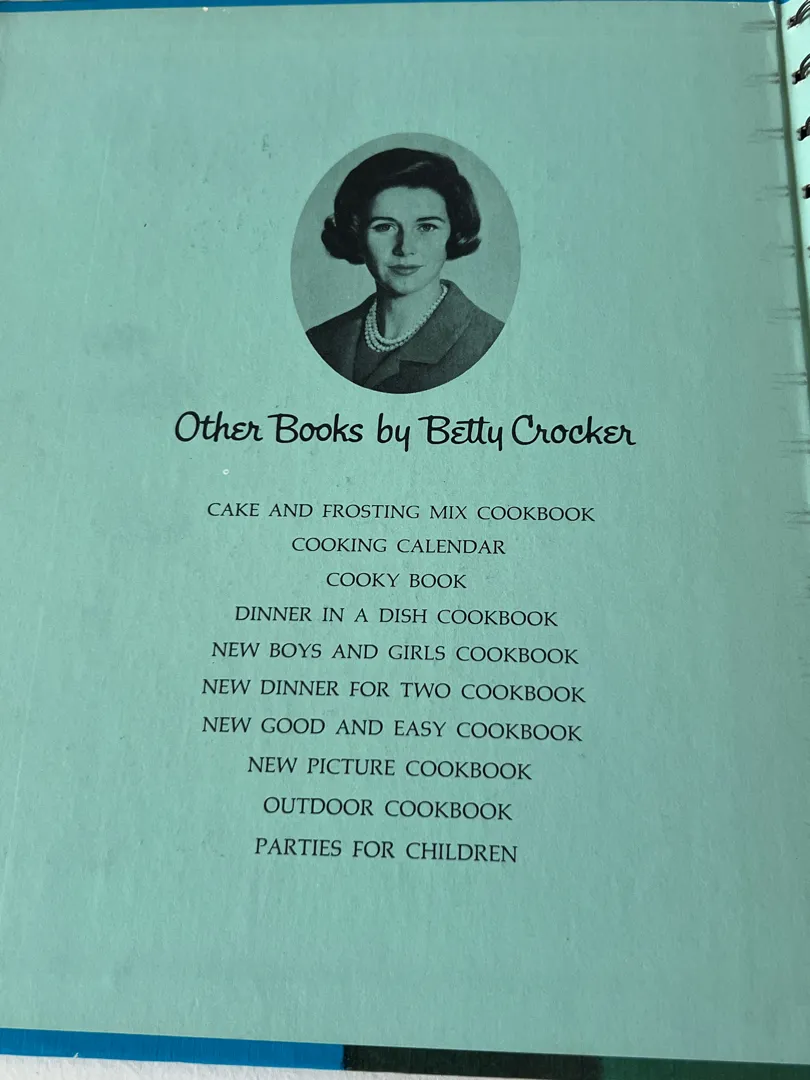 Other Books by Betty Crocker
CAKE AND FROSTING MIX COOKBOOK
COOKING CALENDAR
COOKY BOOK
DINNER IN A DISH COOKBOOK
NEW BOYS AND GIRLS COOKBOOK
NEW DINNER FOR TWO COOKBOOK
NEW GOOD AND EASY COOKBOOK
NEW PICTURE COOKBOOK
OUTDOOR COOKBOOK
PARTIES FOR CHILDREN